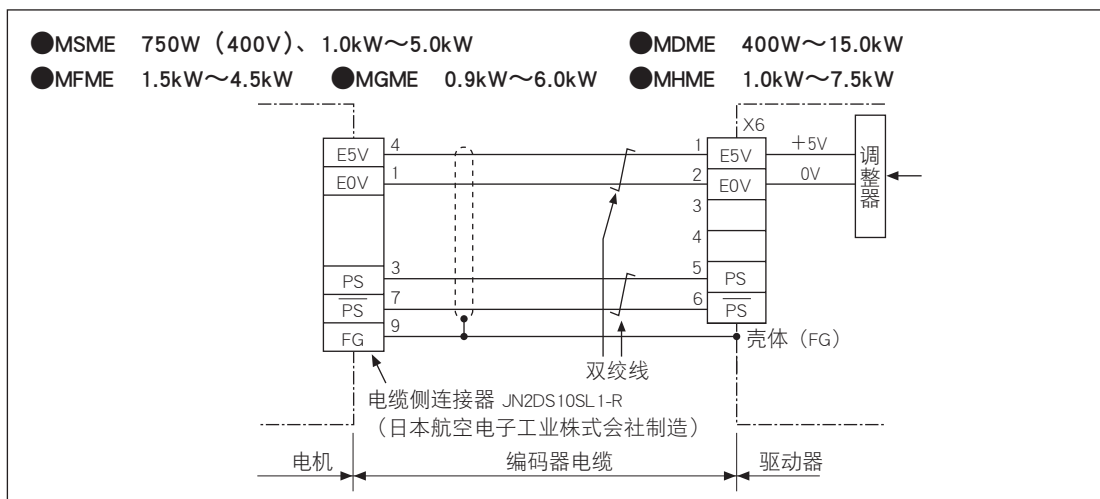 ●MSME 750W（400V）、1.0kW～5.0kW ●MDME 400W～15.0kW
●MFME 1.5kW～4.5kW ●MGME 0.9kW～6.0kW ●MHME 1.0kW～7.5kW
X6
E5V 4 1 E5V ＋5V
E0V 1 2 E0V 0V
调整器
3
4
PS 3 5 PS
PS 7 6 PS
FG 9 壳体（FG）
双绞线
电缆侧连接器 JN2DS10SL1-R
（日本航空电子工业株式会社制造）
电机 编码器电缆 驱动器